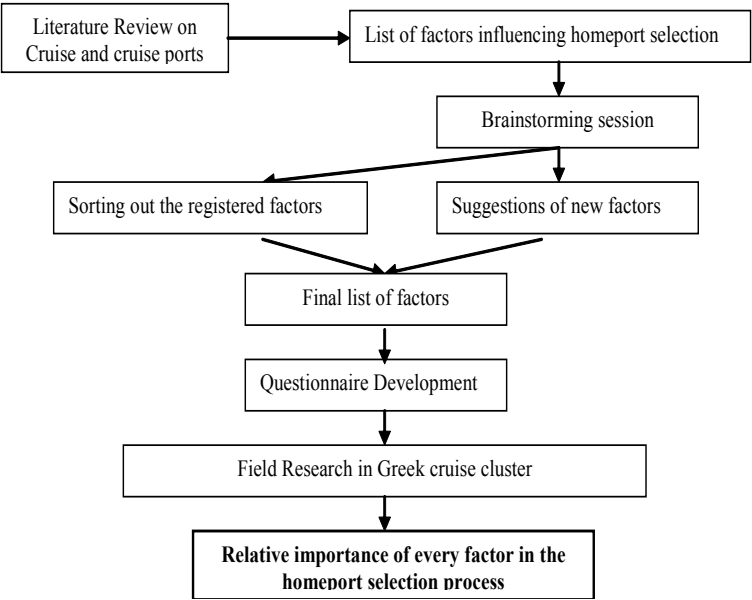 Literature Review on
Cruise and cruise ports
List of factors influencing homeport selection
Brainstorming session
Sorting out the registered factors
Suggestions of new factors
Final list of factors
Questionnaire Development
Field Research in Greek cruise cluster
Relative importance of every factor in the
homeport selection process